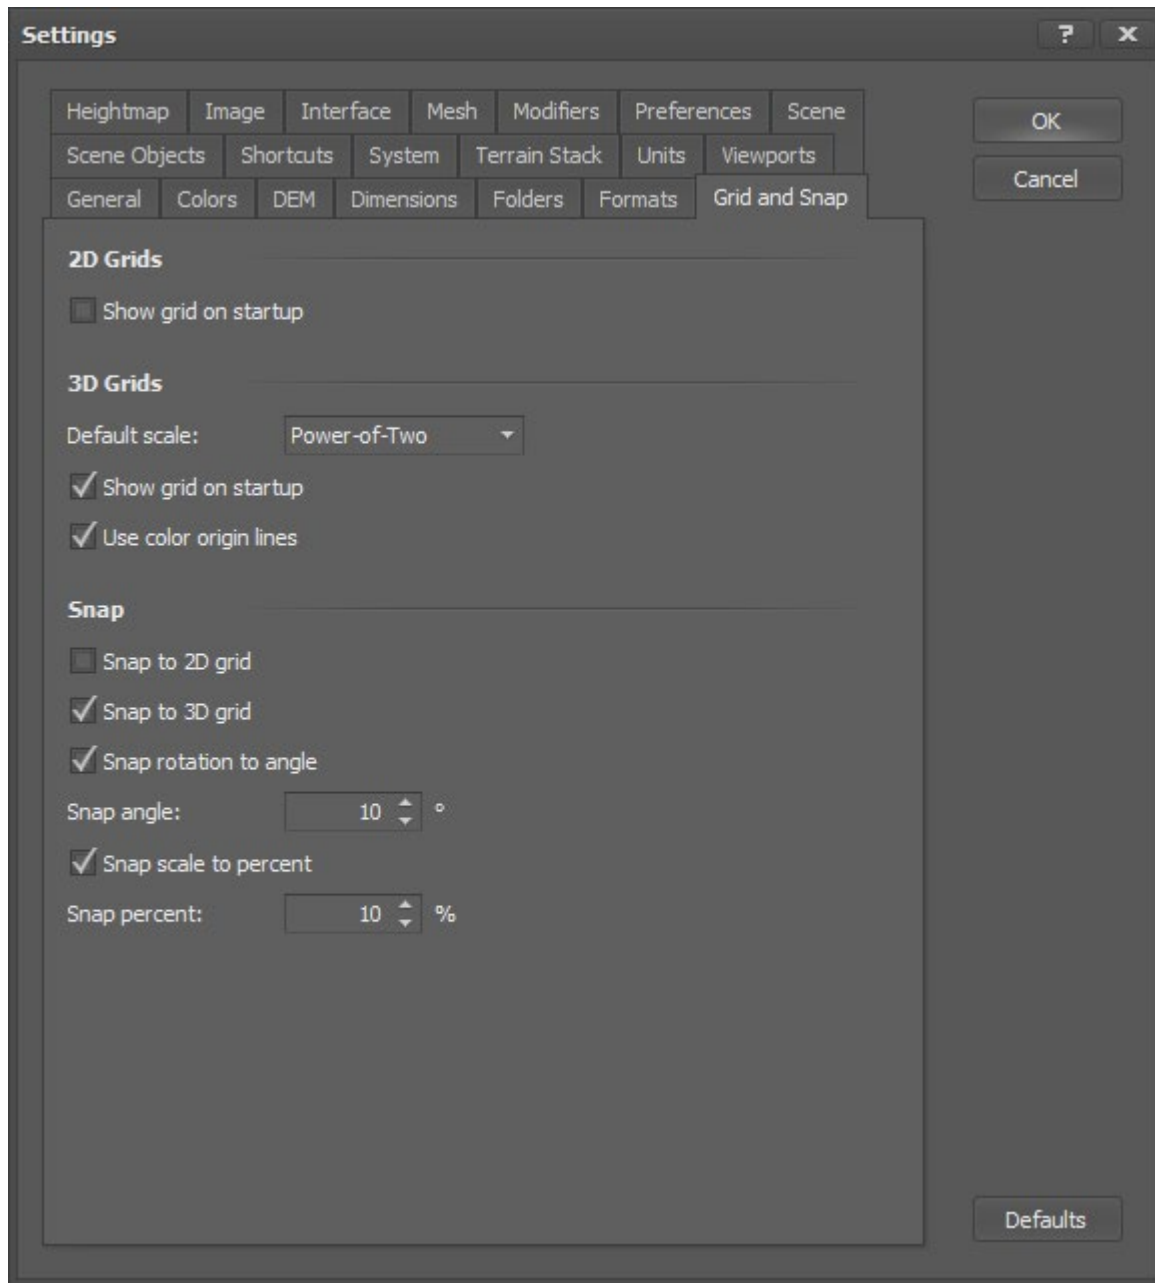 Settings
? X
Heightmap Image Interface Mesh Modifiers Preferences Scene
Scene Objects Shortcuts System Terrain Stack Units Viewports
General Colors DEM Dimensions Folders Formats Grid and Snap
OK
Cancel
2D Grids
Show grid on startup
3D Grids
Default scale: Power-of-Two
Show grid on startup
Use color origin lines
Snap
Snap to 2D grid
Snap to 3D grid
Snap rotation to angle
Snap angle: 10 °
Snap scale to percent
Snap percent: 10 %
Defaults